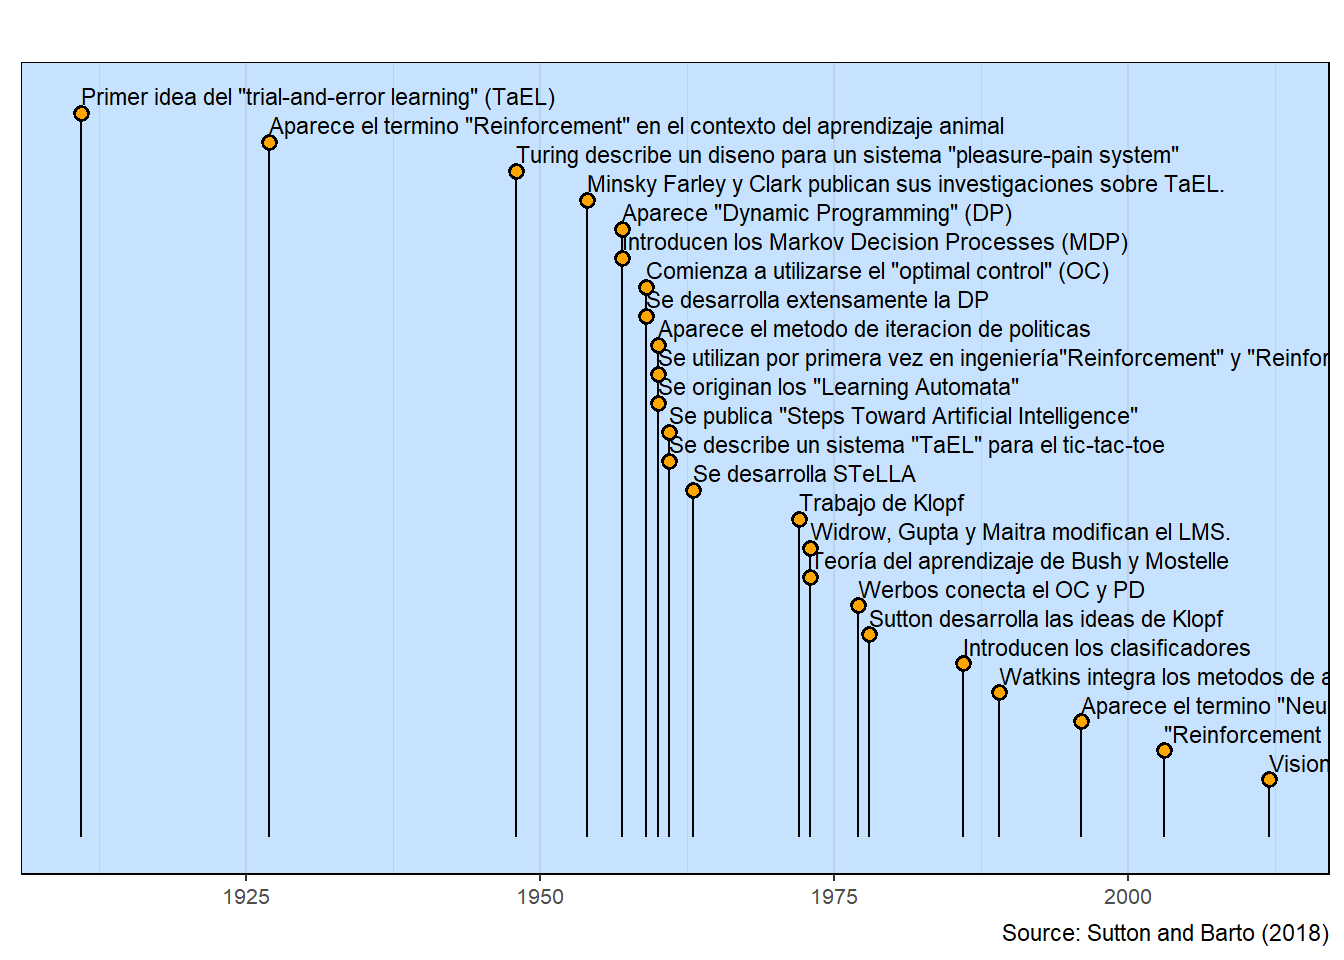 Primer idea del "trial-and-error learning" (TaEL)
Aparece el termino "Reinforcement" en el contexto del aprendizaje animal
Turing describe un diseno para un sistema "pleasure-pain system"
Minsky Farley y Clark publican sus investigaciones sobre TaEL.
Aparece "Dynamic Programming" (DP)
Introducen los Markov Decision Processes (MDP)
Comienza a utilizarse el "optimal control" (OC)
Se desarrolla extensamente la DP
Aparece el metodo de iteracion de politicas
Se utilizan por primera vez en ingeniería"Reinforcement" y "Reinfor
Se originan los "Learning Automata"
Se publica "Steps Toward Artificial Intelligence"
Se describe un sistema "TaEL" para el tic-tac-toe
Se desarrolla STeLLA
Trabajo de Klopf
Widrow, Gupta y Maitra modifican el LMS.
Teoría del aprendizaje de Bush y Mostelle
Werbos conecta el OC y PD
Sutton desarrolla las ideas de Klopf
Introducen los clasificadores
Watkins integra los metodos de a
Aparece el termino "Neu
"Reinforcement
Vision
1925 1950 1975 2000
Source: Sutton and Barto (2018)